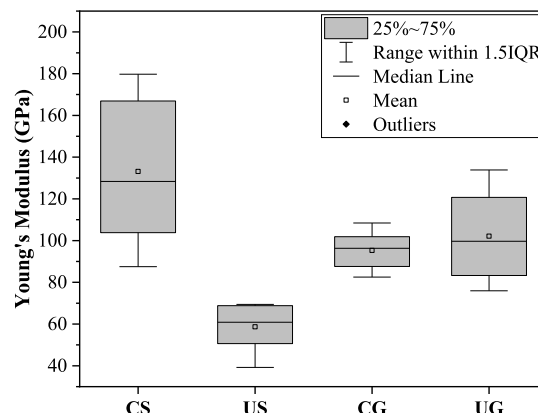 25%~75%
Range within 1.5IQR
Median Line
Mean
Outliers
200
180
160
140
120
100
80
60
40
Young's Modulus (GPa)
CS US CG UG